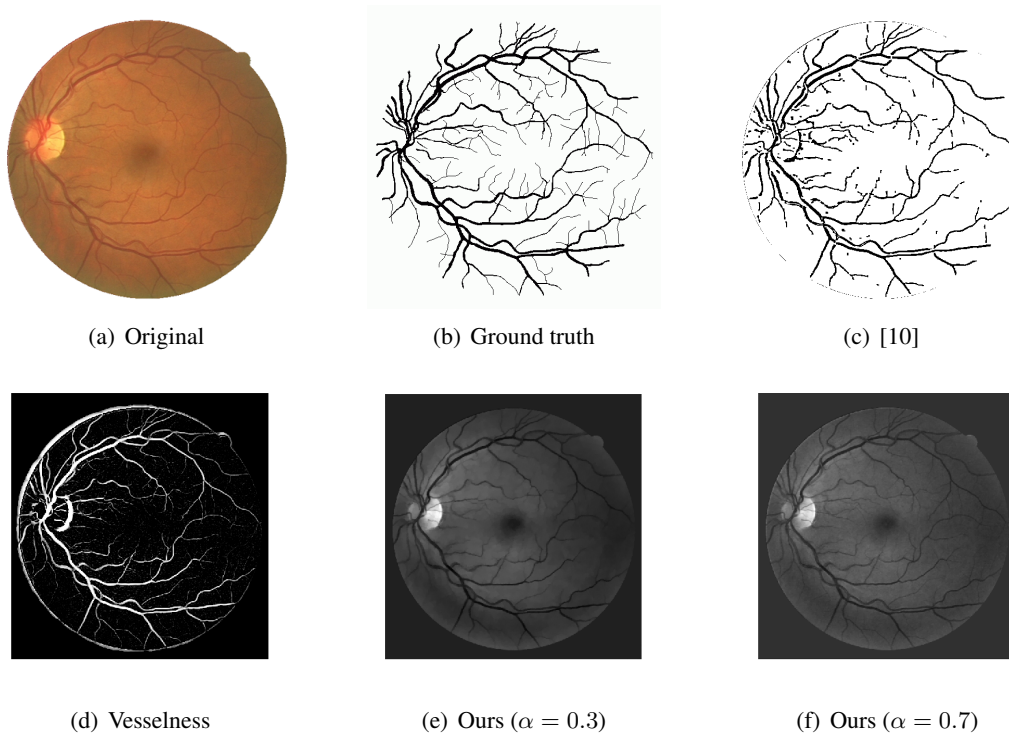 (a) Original
(b) Ground truth
(c) [10]
(d) Vesselness
(e) Ours (α = 0.3)
(f) Ours (α = 0.7)